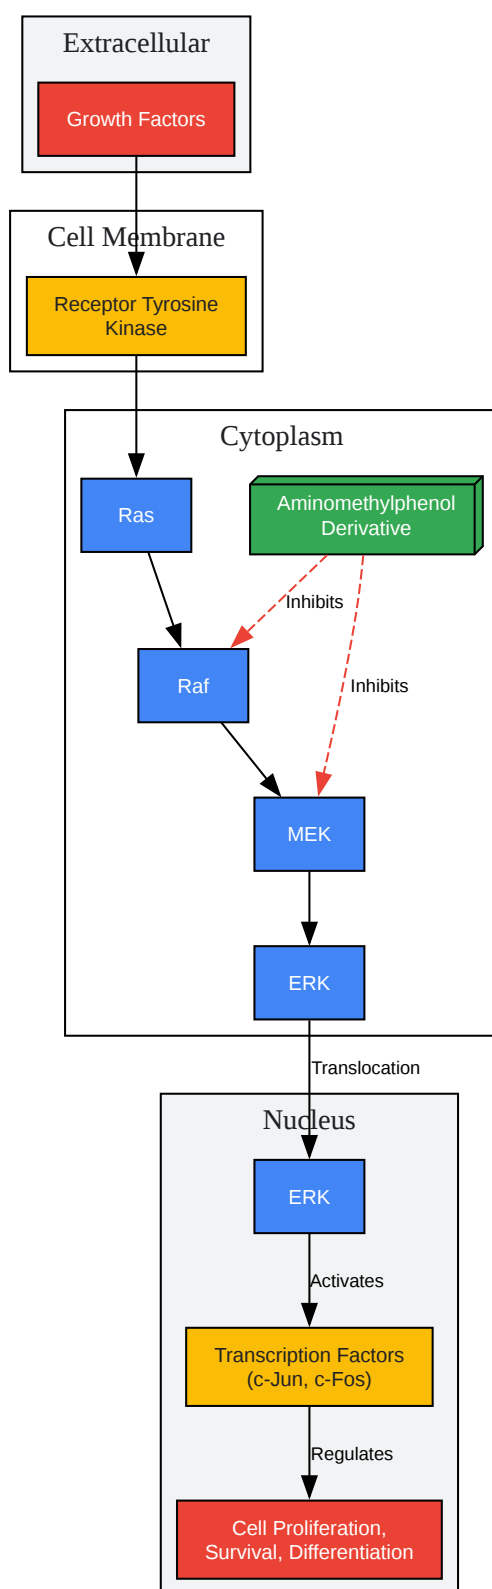 Extracellular
Growth Factors
Cell Membrane
Receptor Tyrosine
Kinase
Cytoplasm
Ras
Aminomethylphenol
Derivative
Inhibits
Raf
Inhibits
MEK
ERK
Translocation
Nucleus
ERK
Activates
Transcription Factors
(c-Jun, c-Fos)
Regulates
Cell Proliferation,
Survival, Differentiation